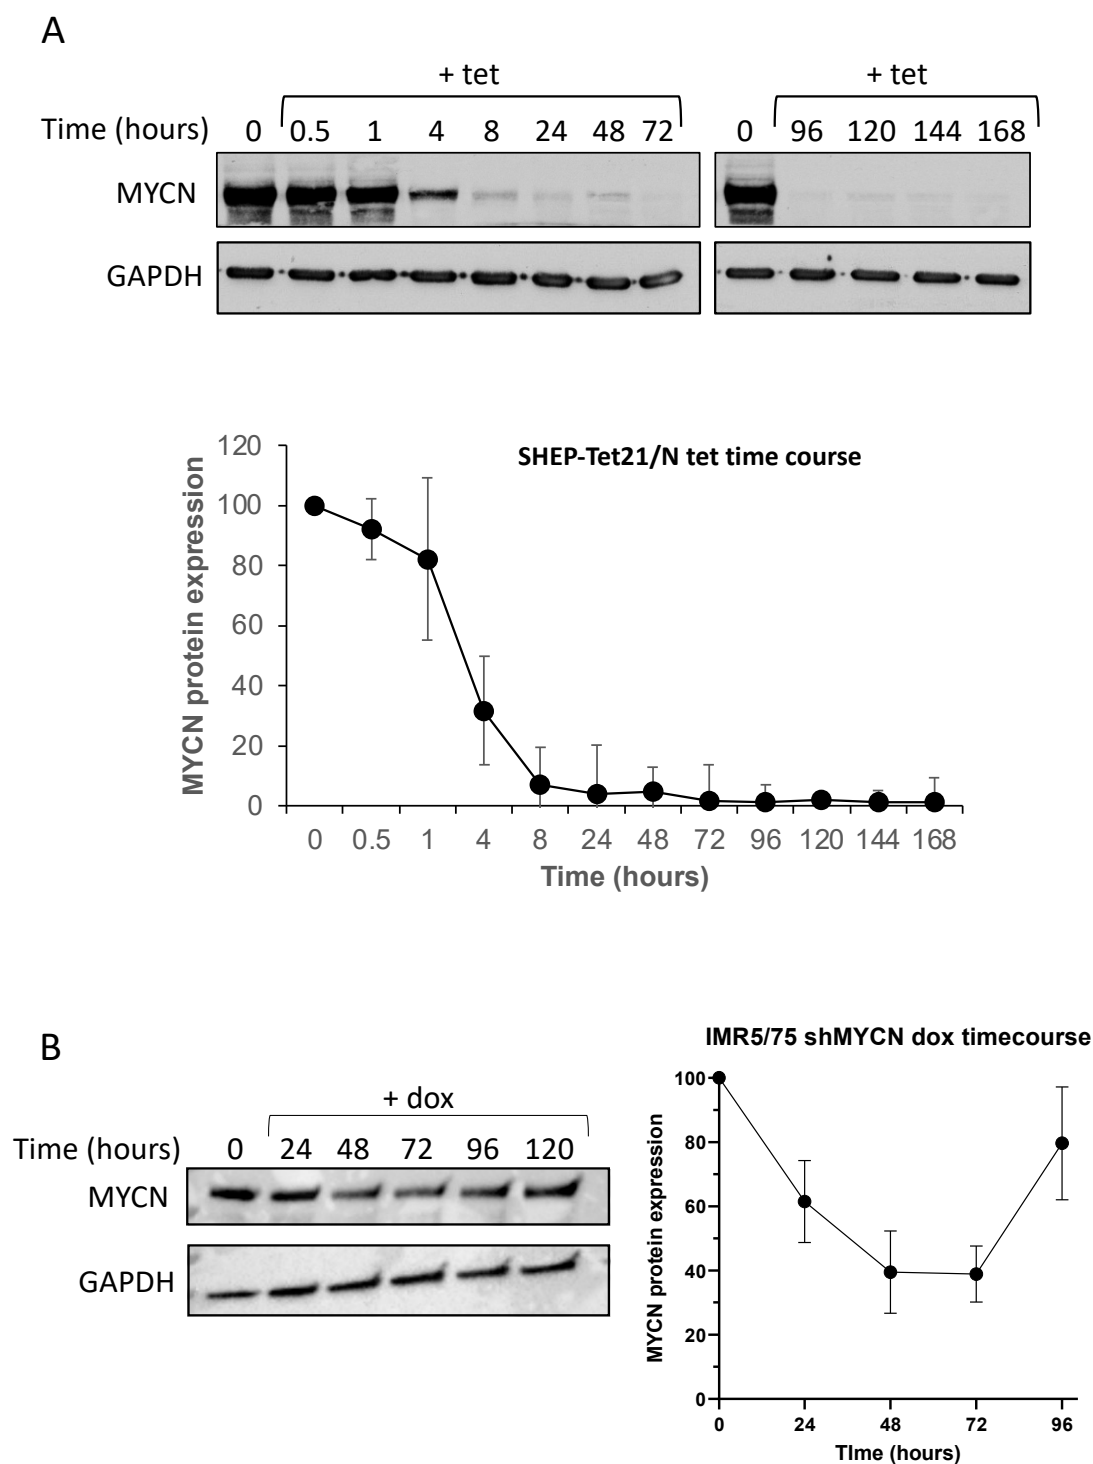 A
+ tet
+ tet
Time (hours) 0 0.5 1 4 8 24 48 72 0 96 120 144 168
MYCN
GAPDH
SHEP-Tet21/N tet time course
MYCN protein expression
120
100
80
60
40
20
0
0 0.5 1 4 8 24 48 72 96 120 144 168
Time (hours)
B
+ dox
Time (hours) 0 24 48 72 96 120
MYCN
GAPDH
IMR5/75 shMYCN dox timecourse
MYCN protein expression
100
80
60
40
20
0
0 24 48 72 96
TIme (hours)